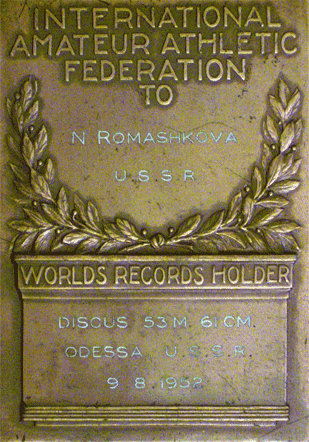 INTERNATIONAL
AMATEUR ATHLETIC
FEDERATION
TO
N ROMASHKOVA
U.S.S R
WORLDS RECORDS HOLDER
DISCUS 53 M. 61 CM.
ODESSA, U.S.S.R.
9 8.1952